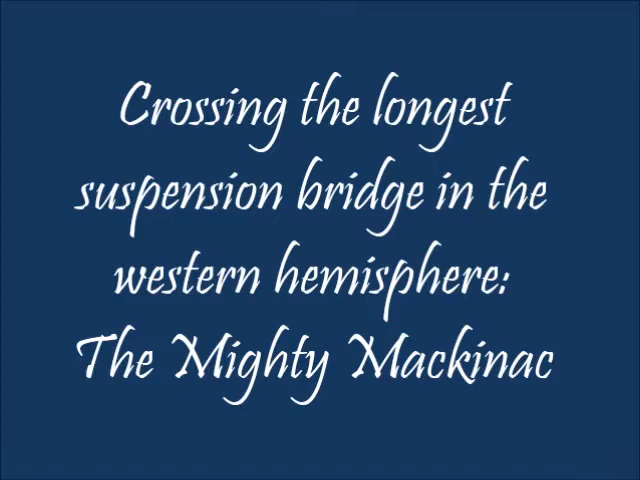 Crossing the longest
suspension bridge in the
western hemisphere:
The Mighty Mackinac